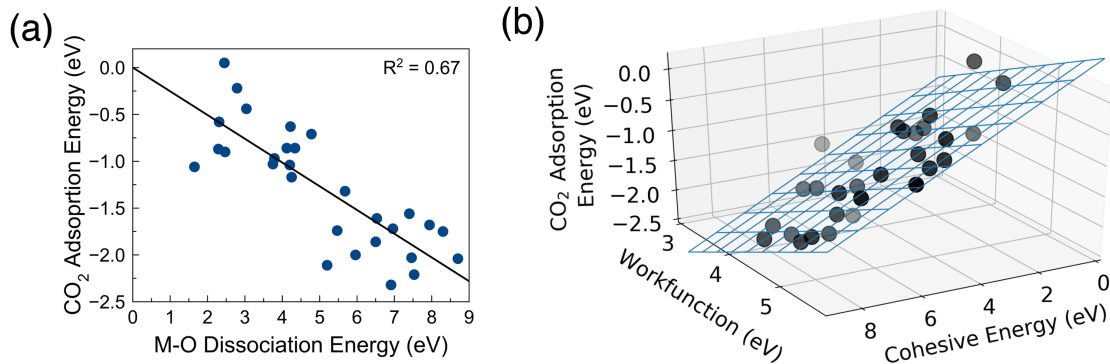 (a)
CO2 Adsoprtion Energy (eV)
0.0
−0.5
−1.0
−1.5
−2.0
−2.5
R2 = 0.67
0 1 2 3 4 5 6 7 8 9
M-O Dissociation Energy (eV)
(b)
CO2 Adsorption
Energy (eV)
0.0
−0.5
−1.0
−1.5
−2.0
−2.5
3
4
5
Workfunction (eV)
8 6 4 2 0
Cohesive Energy (eV)